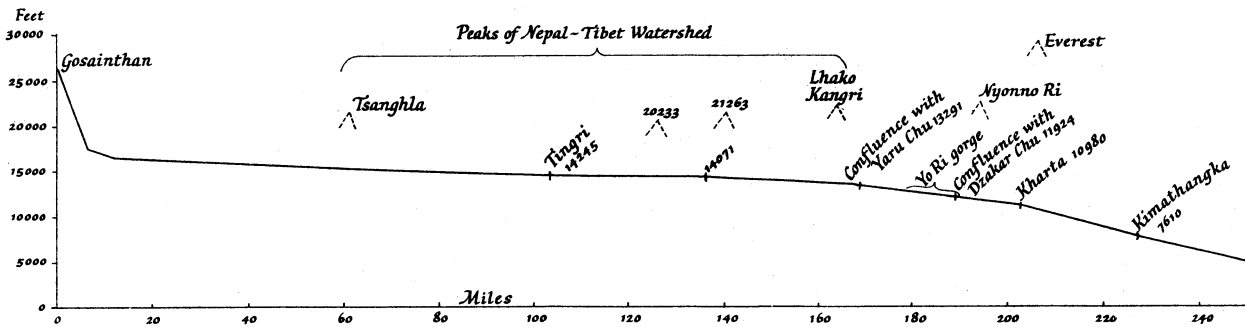 Feet
30000
25000
20000
15000
10000
5000
0
Gosainthan
Peaks of Nepal-Tibet Watershed
Tsanghla
20233
21263
Lhako
Kangri
Nyonno Ri
Everest
Tingri
14245
14071
Confluence with
Yaru Chu 13291
Yo Ri gorge
Confluence with
Dzakar Chu 11924
Kharta 10980
Kimathangka
7610
Miles
0 20 40 60 80 100 120 140 160 180 200 220 240